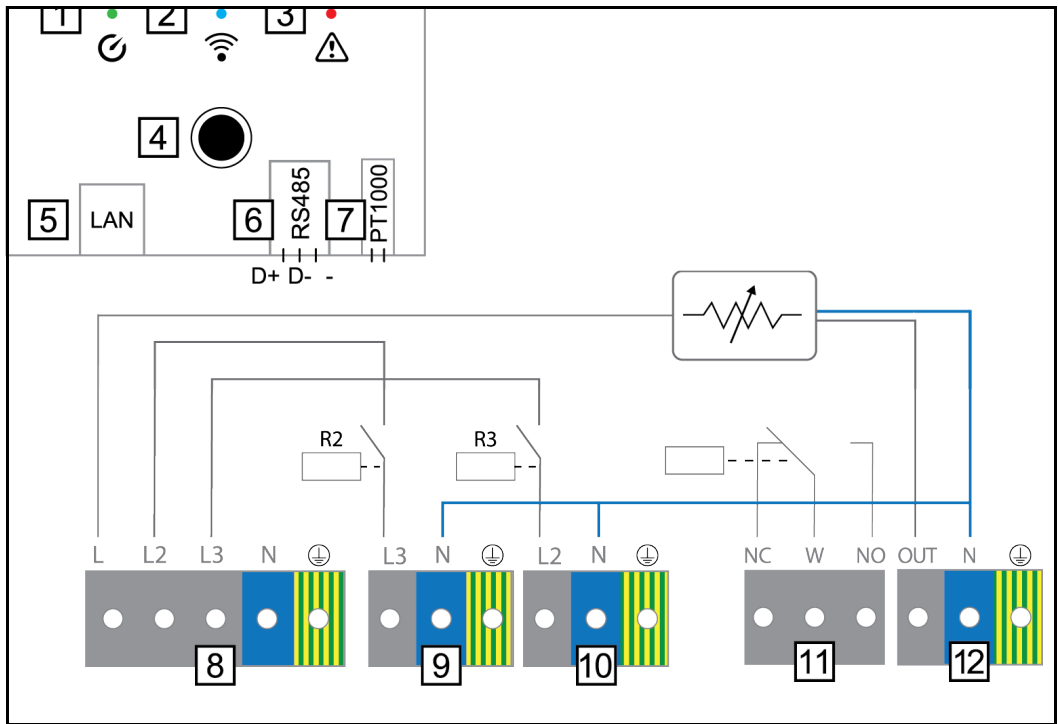 1 2 3
4
5 LAN 6 RS485 7 PT1000
D+ D- -
R2 R3
L L2 L3 N L3 N L2 N NC W NO OUT N
8 9 10 11 12